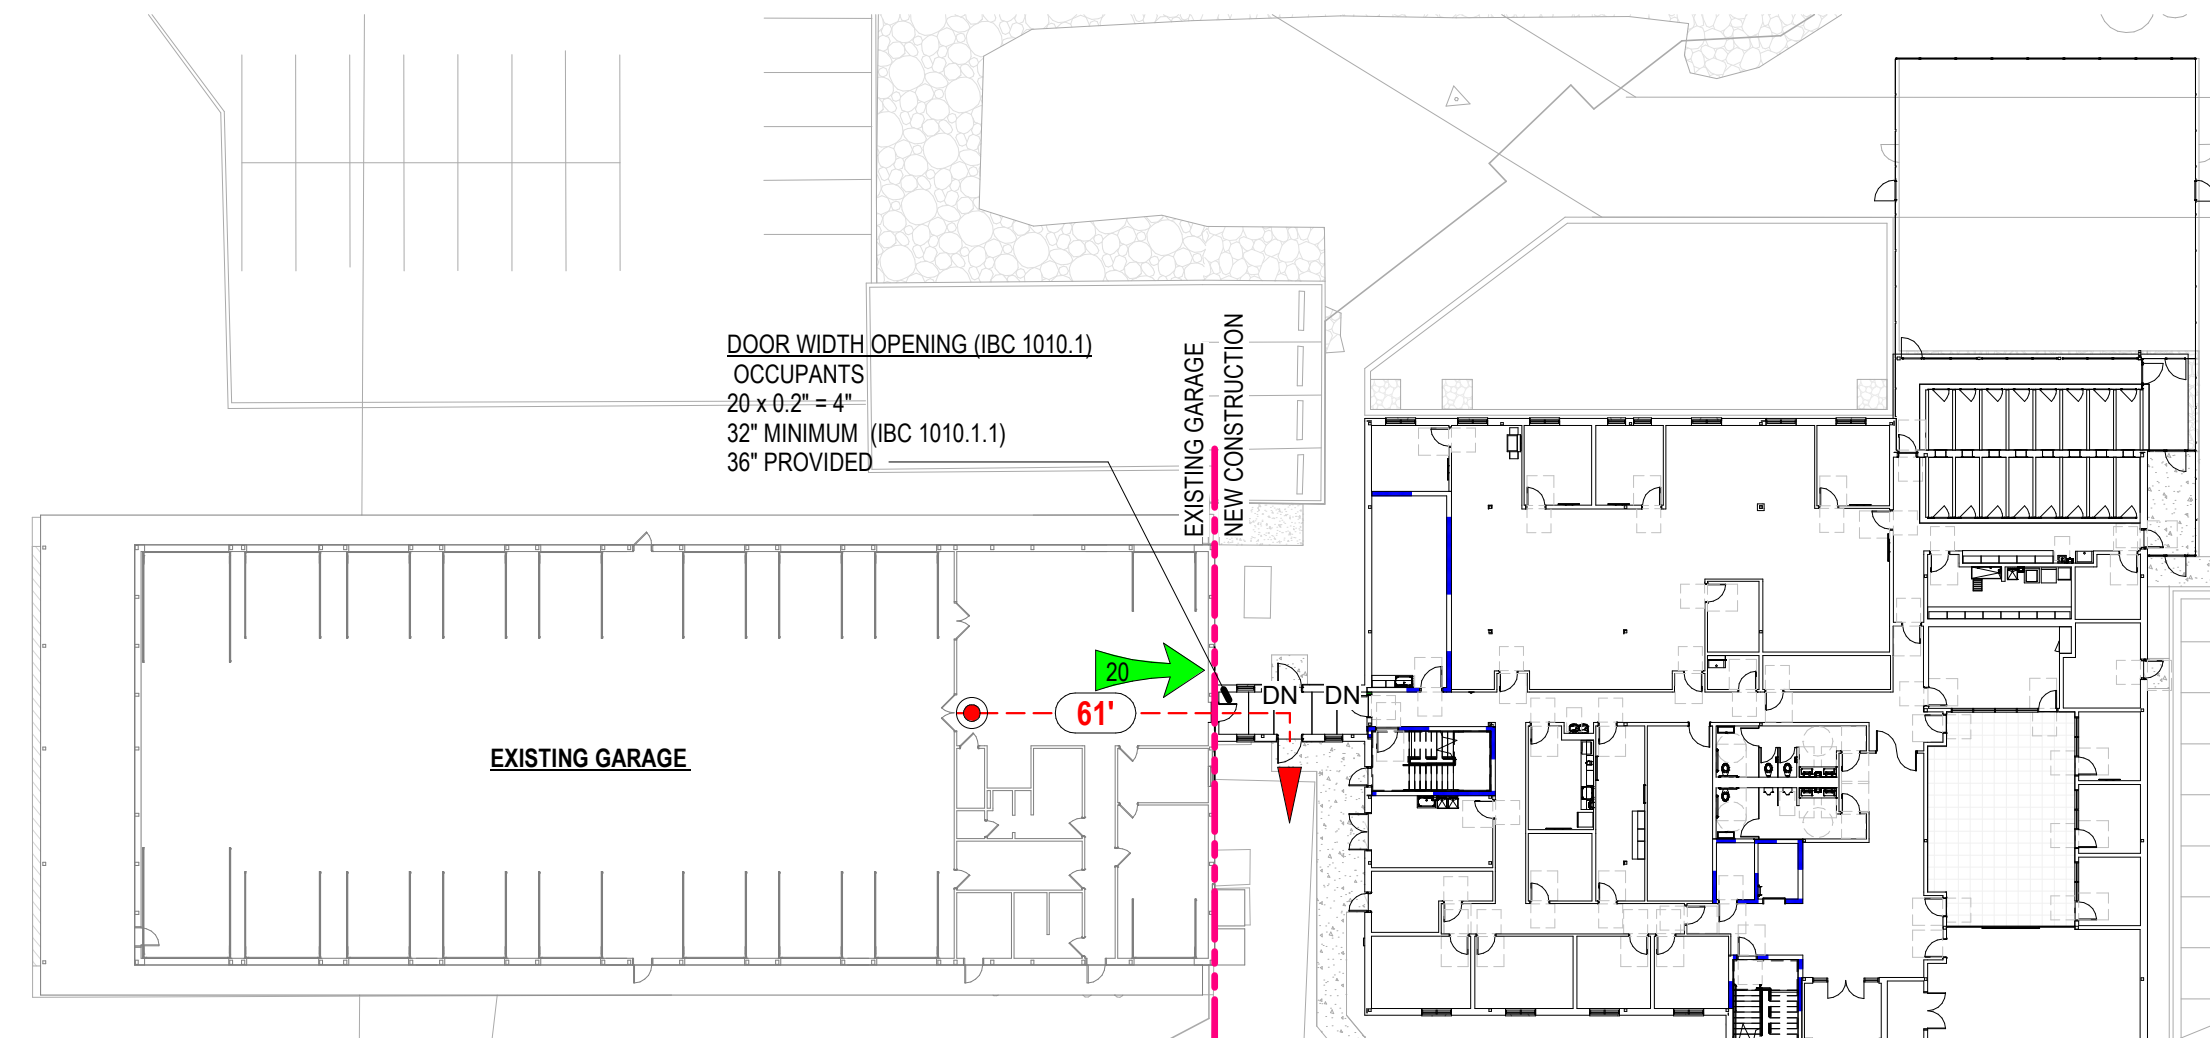 DOOR WIDTH OPENING (IBC 1010.1)
OCCUPANTS
20 x 0.2" = 4"
32" MINIMUM (IBC 1010.1.1)
36" PROVIDED
EXISTING GARAGE
NEW CONSTRUCTION
20
DN
DN
61'
EXISTING GARAGE